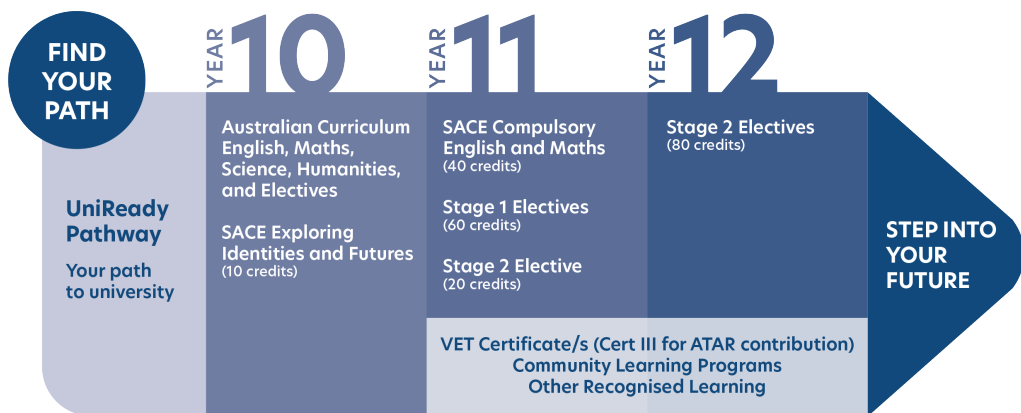 FIND
YOUR
PATH
UniReady
Pathway
Your path
to university
YEAR 10
Australian Curriculum
English, Maths,
Science, Humanities,
and Electives
SACE Exploring
Identities and Futures
(10 credits)
YEAR 11
SACE Compulsory
English and Maths
(40 credits)
Stage 1 Electives
(60 credits)
Stage 2 Elective
(20 credits)
YEAR 12
Stage 2 Electives
(80 credits)
VET Certificate/s (Cert III for ATAR contribution)
Community Learning Programs
Other Recognised Learning
STEP INTO
YOUR
FUTURE